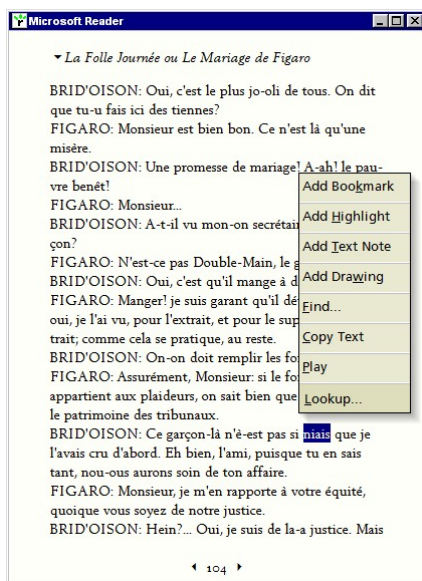 Microsoft Reader
La Folle Journée ou Le Mariage de Figaro
BRID'OISON: Oui, c'est le plus jo-oli de tous. On dit
que tu-u fais ici des tiennes?
FIGARO: Monsieur est bien bon. Ce n'est là qu'une
misère.
BRID'OISON: Une promesse de mariage! A-ah! le pau-
vre benêt!
FIGARO: Monsieur...
BRID'OISON: A-t-il vu mon-on secrétai
çon?
FIGARO: N'est-ce pas Double-Main, le g
BRID'OISON: Oui, c'est qu'il mange à d
FIGARO: Manger! je suis garant qu'il dé
oui, je l'ai vu, pour l'extrait, et pour le sup
trait; comme cela se pratique, au reste.
BRID'OISON: On-on doit remplir les fo
FIGARO: Assurément, Monsieur: si le fo
appartient aux plaideurs, on sait bien que
le patrimoine des tribunaux.
BRID'OISON: Ce garçon-là n'è-est pas si niais que je
l'avais cru d'abord. Eh bien, l'ami, puisque tu en sais
tant, nou-ous aurons soin de ton affaire.
FIGARO: Monsieur, je m'en rapporte à votre équité,
quoique vous soyez de notre justice.
BRID'OISON: Hein?... Oui, je suis de la-a justice. Mais
104
Add Bookmark
Add Highlight
Add Text Note
Add Drawing
Find...
Copy Text
Play
Lookup...